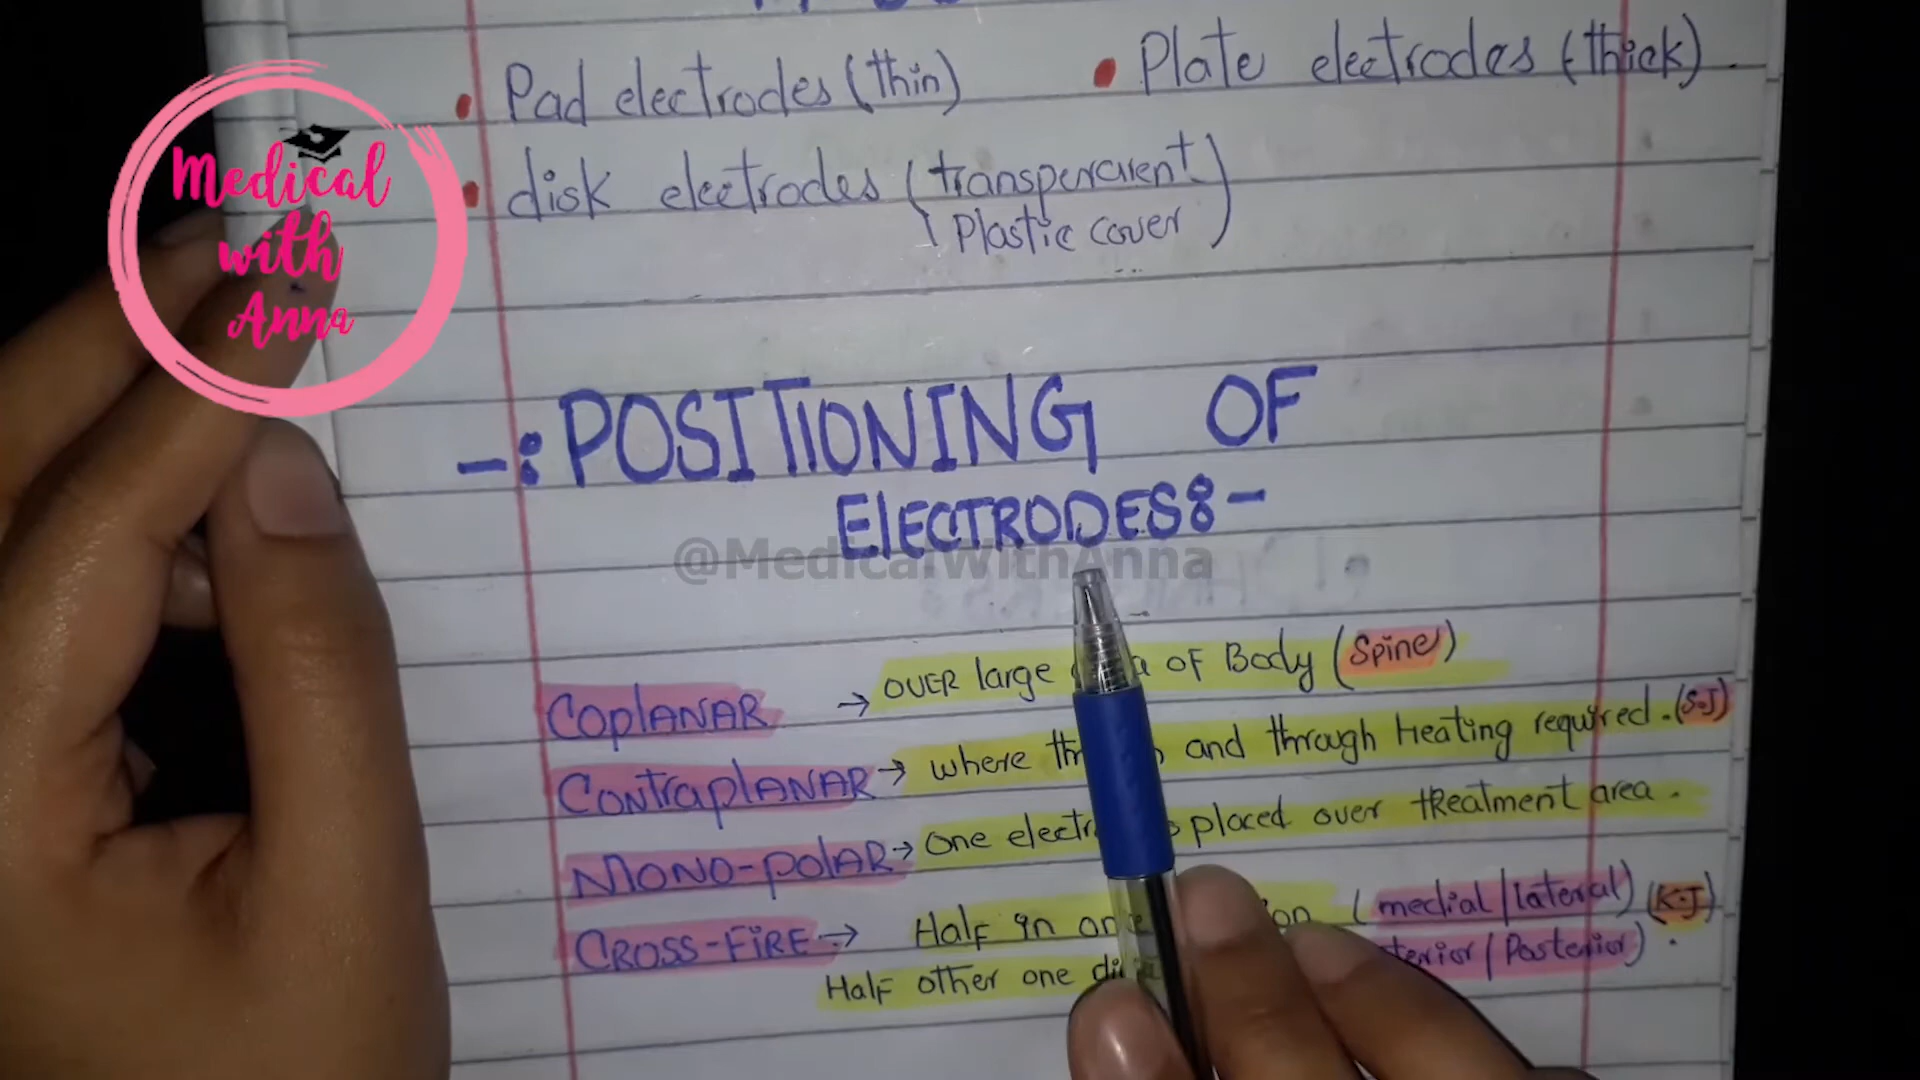 • Pad electrodes (thin) • Plate electrodes (thick).
• disk electrodes (transperarent
Plastic cover)
Medical
with
Anna
-: POSITIONING OF
ElECTRODES :-
@MedicalWithAnna
COplANAR → OVER large of Body (Spine)
CONtraplANAR → where and through Heating required. (S.J)
MONO-polAR → One placed over tReatment area.
CROSS-FiRE → Half in (medial/lateral) (K.J)
Half other one /Posterior).